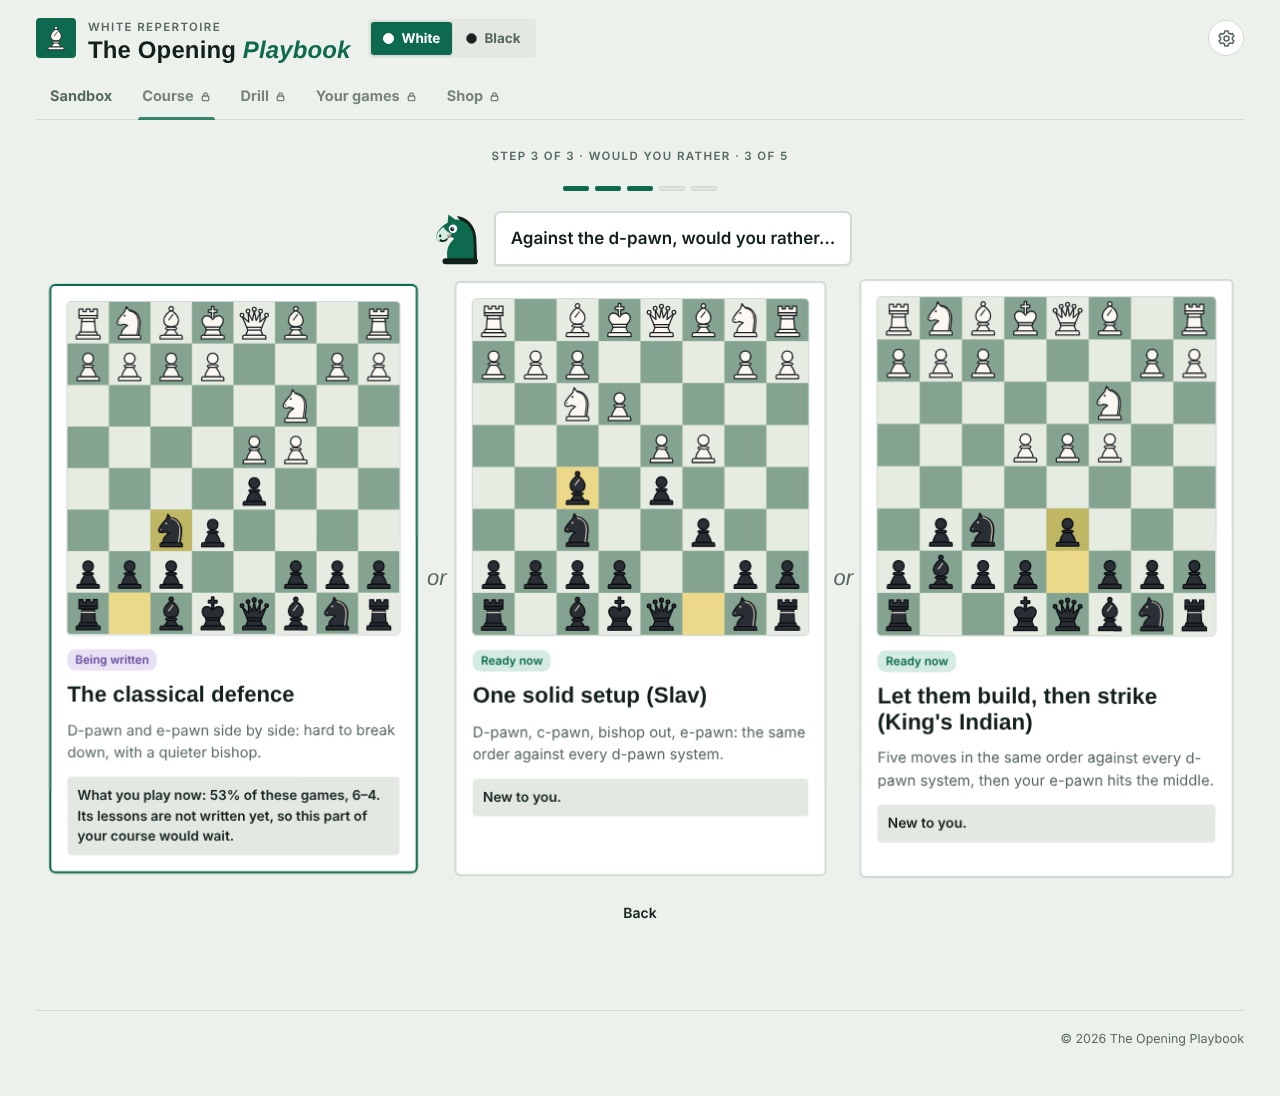 WHITE REPERTOIRE
The Opening Playbook
White
Black
Sandbox
Course
Drill
Your games
Shop
STEP 3 OF 3 · WOULD YOU RATHER · 3 OF 5
Against the d-pawn, would you rather...
or
or
Being written
The classical defence
D-pawn and e-pawn side by side: hard to break
down, with a quieter bishop.
What you play now: 53% of these games, 6–4.
Its lessons are not written yet, so this part of
your course would wait.
Ready now
One solid setup (Slav)
D-pawn, c-pawn, bishop out, e-pawn: the same
order against every d-pawn system.
New to you.
Ready now
Let them build, then strike
(King's Indian)
Five moves in the same order against every d-
pawn system, then your e-pawn hits the middle.
New to you.
Back
© 2026 The Opening Playbook